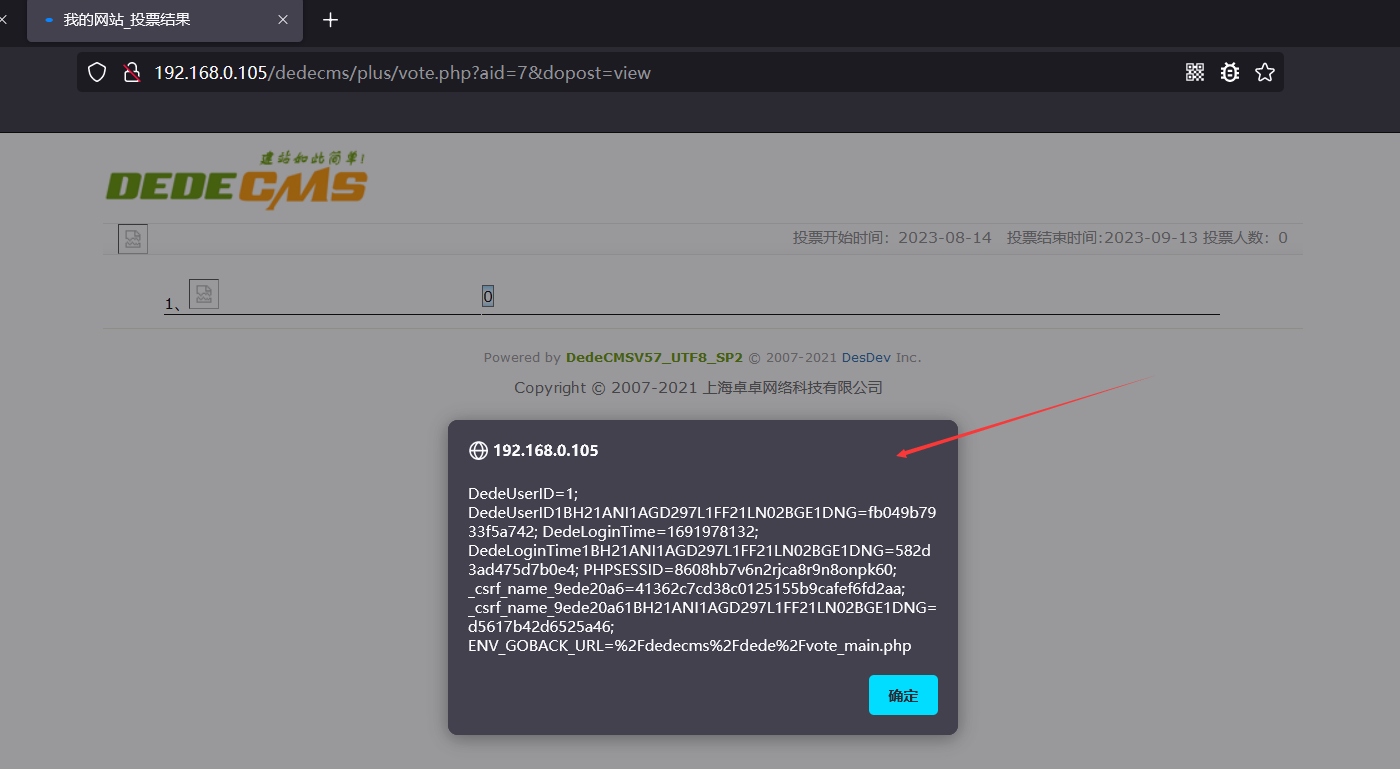 我的网站_投票结果
192.168.0.105/dedecms/plus/vote.php?aid=7&dopost=view
建站如此简单!
DEDECMS
投票开始时间：2023-08-14 投票结束时间:2023-09-13 投票人数：0
1、 0
Powered by DedeCMSV57_UTF8_SP2 © 2007-2021 DesDev Inc.
Copyright © 2007-2021 上海卓卓网络科技有限公司
192.168.0.105
DedeUserID=1;
DedeUserID1BH21ANI1AGD297L1FF21LN02BGE1DNG=fb049b79
33f5a742; DedeLoginTime=1691978132;
DedeLoginTime1BH21ANI1AGD297L1FF21LN02BGE1DNG=582d
3ad475d7b0e4; PHPSESSID=8608hb7v6n2rjca8r9n8onpk60;
_csrf_name_9ede20a6=41362c7cd38c0125155b9cafef6fd2aa;
_csrf_name_9ede20a61BH21ANI1AGD297L1FF21LN02BGE1DNG=
d5617b42d6525a46;
ENV_GOBACK_URL=%2Fdedecms%2Fdede%2Fvote_main.php
确定